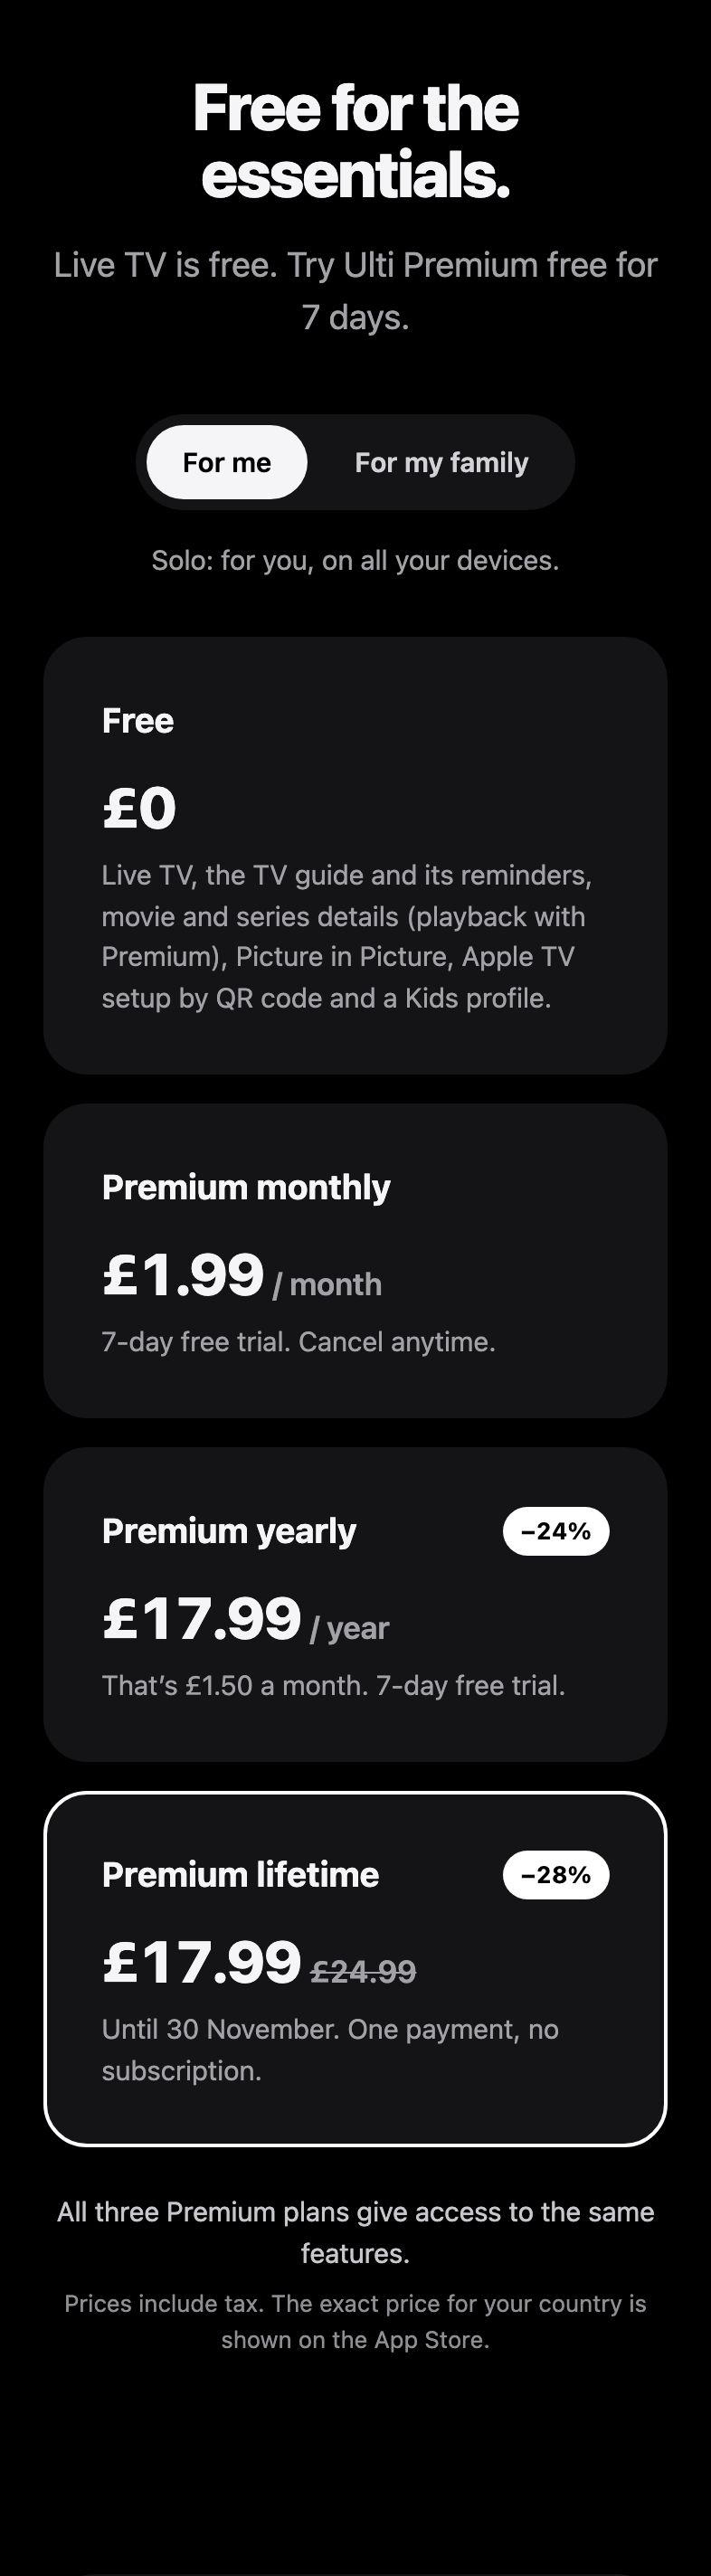 Free for the
essentials.
Live TV is free. Try Ulti Premium free for
7 days.
For me
For my family
Solo: for you, on all your devices.
Free
£0
Live TV, the TV guide and its reminders,
movie and series details (playback with
Premium), Picture in Picture, Apple TV
setup by QR code and a Kids profile.
Premium monthly
£1.99 / month
7-day free trial. Cancel anytime.
Premium yearly
–24%
£17.99 / year
That’s £1.50 a month. 7-day free trial.
Premium lifetime
–28%
£17.99 £24.99
Until 30 November. One payment, no
subscription.
All three Premium plans give access to the same
features.
Prices include tax. The exact price for your country is
shown on the App Store.